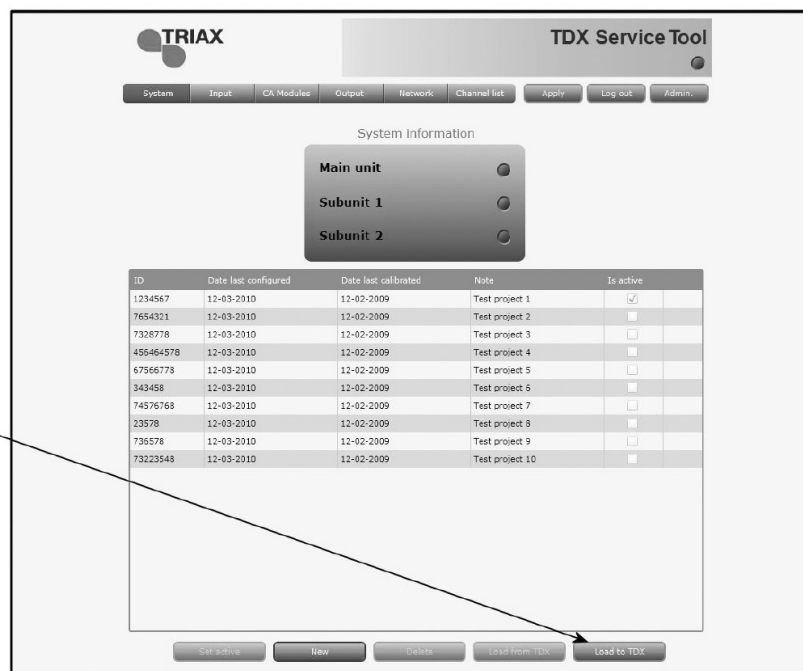 TRIAX
TDX Service Tool
System Input CA Modules Output Network Channel list Apply Log out Admin.
System Information
Main unit
Subunit 1
Subunit 2
ID Date last configured Date last calibrated Note Is active
1234567 12-03-2010 12-02-2009 Test project 1
7654321 12-03-2010 12-02-2009 Test project 2
7328778 12-03-2010 12-02-2009 Test project 3
456464578 12-03-2010 12-02-2009 Test project 4
67566778 12-03-2010 12-02-2009 Test project 5
343458 12-03-2010 12-02-2009 Test project 6
74576768 12-03-2010 12-02-2009 Test project 7
23578 12-03-2010 12-02-2009 Test project 8
736578 12-03-2010 12-02-2009 Test project 9
73223548 12-03-2010 12-02-2009 Test project 10
Set active New Delete Load from TDX Load to TDX